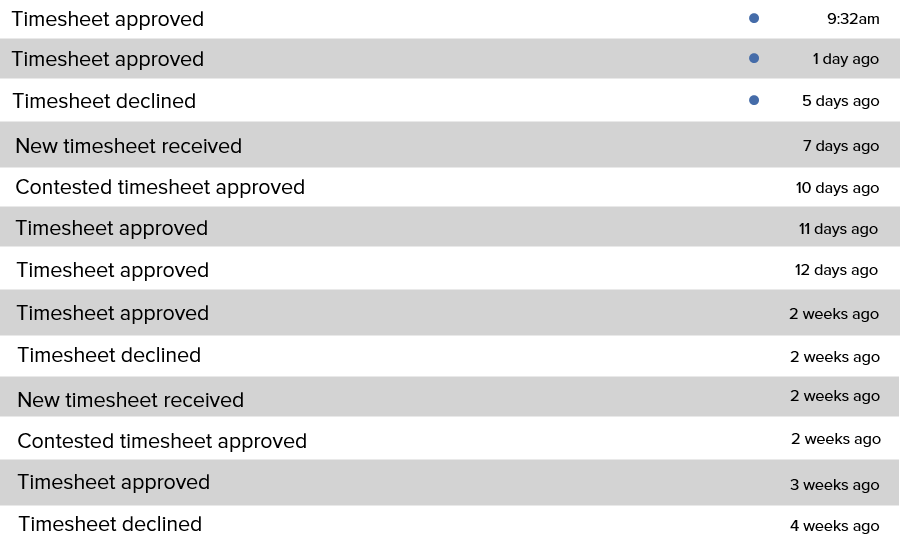 Timesheet approved 9:32am
Timesheet approved 1 day ago
Timesheet declined 5 days ago
New timesheet received 7 days ago
Contested timesheet approved 10 days ago
Timesheet approved 11 days ago
Timesheet approved 12 days ago
Timesheet approved 2 weeks ago
Timesheet declined 2 weeks ago
New timesheet received 2 weeks ago
Contested timesheet approved 2 weeks ago
Timesheet approved 3 weeks ago
Timesheet declined 4 weeks ago